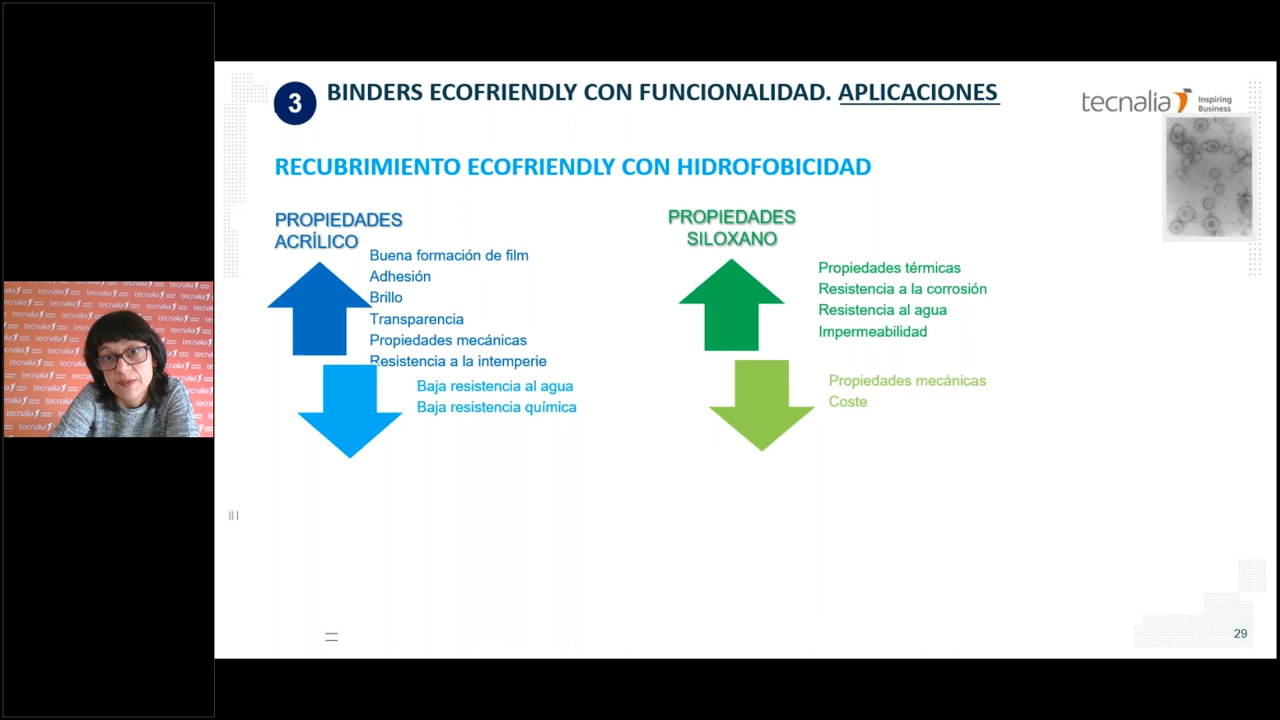 3
BINDERS ECOFRIENDLY CON FUNCIONALIDAD. APLICACIONES
tecnalia Inspiring
Business
RECUBRIMIENTO ECOFRIENDLY CON HIDROFOBICIDAD
PROPIEDADES
ACRÍLICO
Buena formación de film
Adhesión
Brillo
Transparencia
Propiedades mecánicas
Resistencia a la intemperie
Baja resistencia al agua
Baja resistencia química
PROPIEDADES
SILOXANO
Propiedades térmicas
Resistencia a la corrosión
Resistencia al agua
Impermeabilidad
Propiedades mecánicas
Coste
29